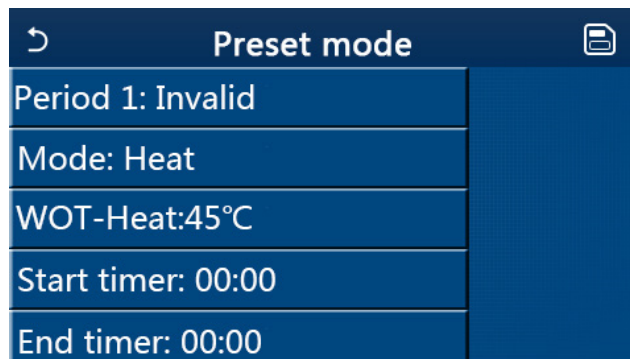 Preset mode
Period 1: Invalid
Mode: Heat
WOT-Heat:45℃
Start timer: 00:00
End timer: 00:00